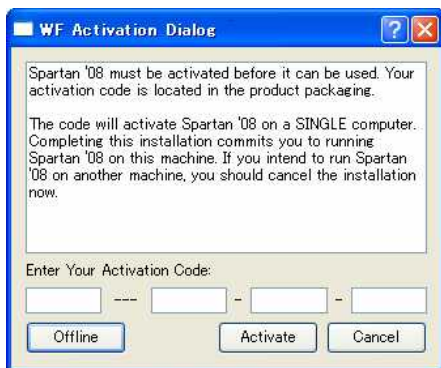 WF Activation Dialog
Spartan '08 must be activated before it can be used. Your
activation code is located in the product packaging.
The code will activate Spartan '08 on a SINGLE computer.
Completing this installation commits you to running
Spartan '08 on this machine. If you intend to run Spartan
'08 on another machine, you should cancel the installation
now.
Enter Your Activation Code:
--- - -
Offline Activate Cancel